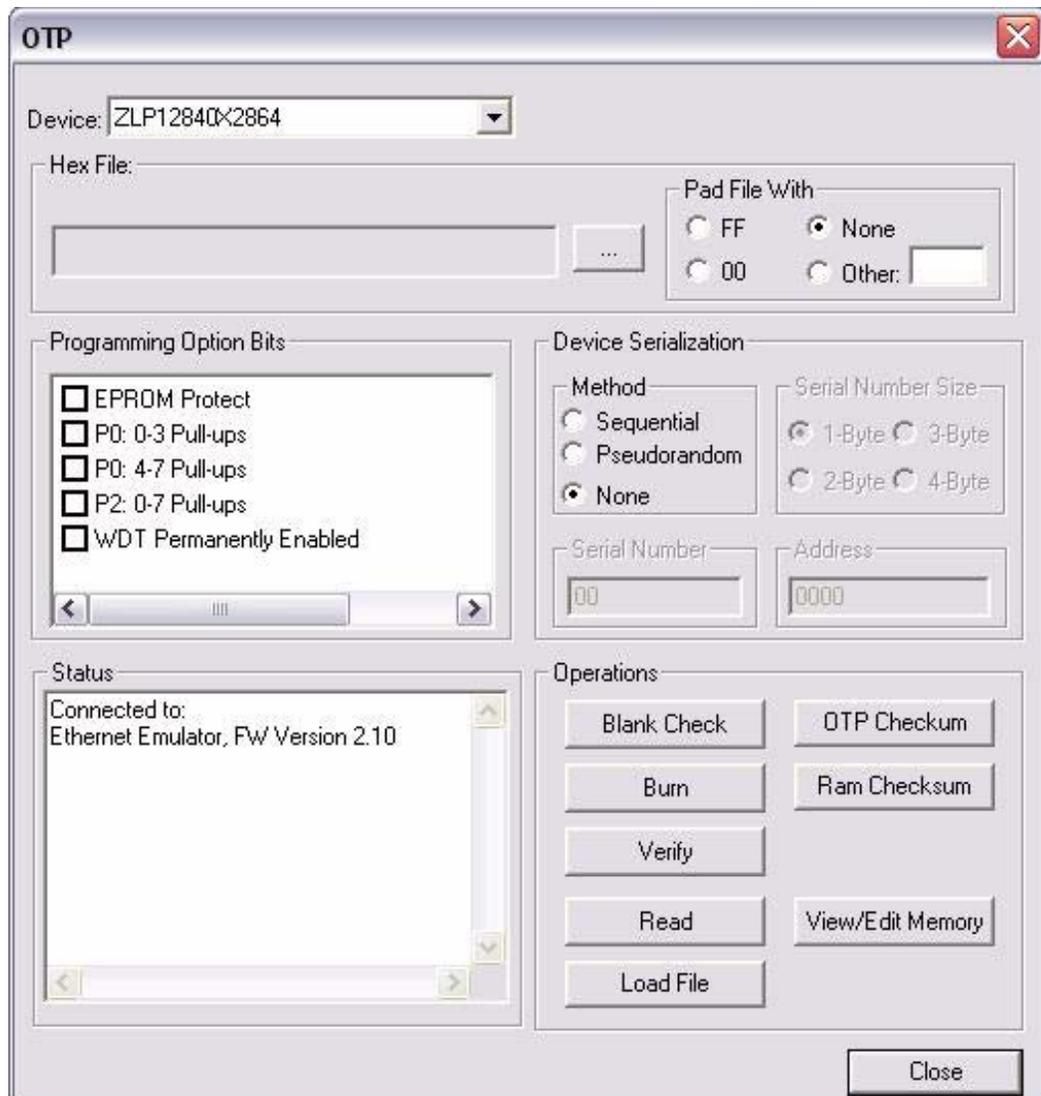 OTP
Device: ZLP12840X2864
Hex File:
Pad File With
FF
None
00
Other:
...
Programming Option Bits
EPROM Protect
P0: 0-3 Pull-ups
P0: 4-7 Pull-ups
P2: 0-7 Pull-ups
WDT Permanently Enabled
Device Serialization
Method
Sequential
Pseudorandom
None
Serial Number Size
1-Byte
3-Byte
2-Byte
4-Byte
Serial Number
00
Address
0000
Status
Connected to:
Ethernet Emulator, FW Version 2.10
Operations
Blank Check
OTP Checkum
Burn
Ram Checksum
Verify
Read
View/Edit Memory
Load File
Close